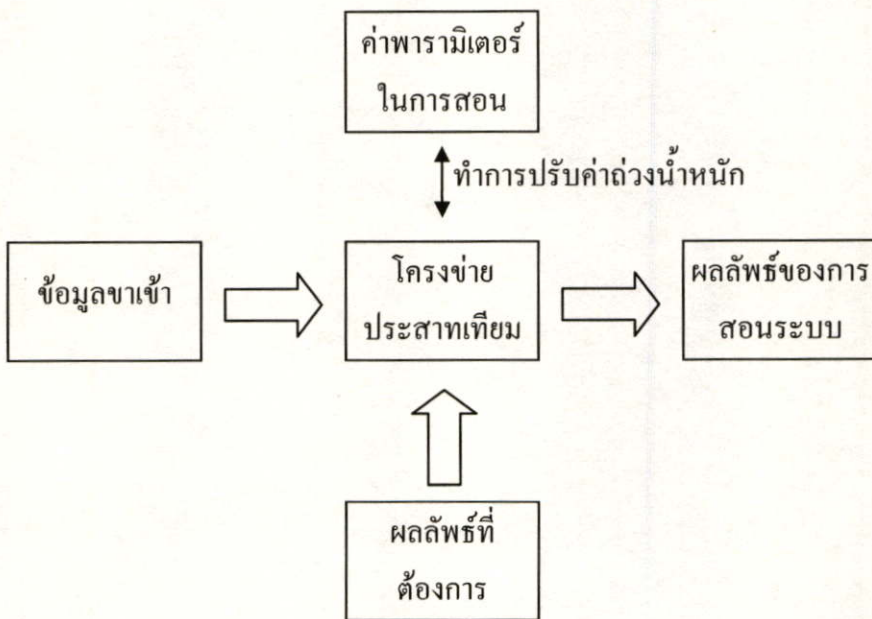 ค่าพารามิเตอร์
ในการสอน
ทำการปรับค่าถ่วงน้ำหนัก
ข้อมูลขาเข้า
โครงข่าย
ประสาทเทียม
ผลลัพธ์ของการ
สอนระบบ
ผลลัพธ์ที่
ต้องการ